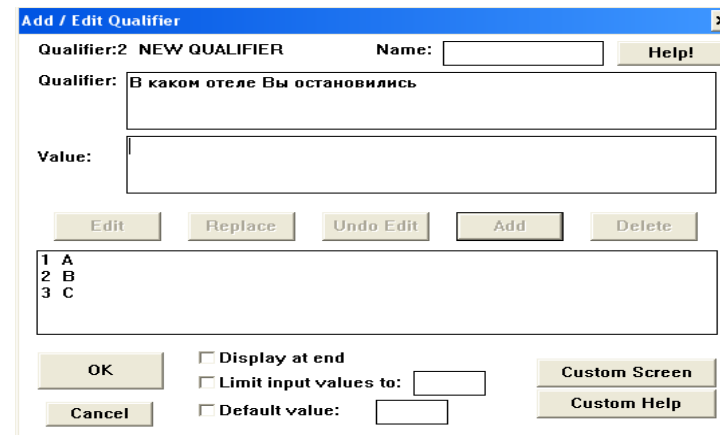 Add / Edit Qualifier
Qualifier:2 NEW QUALIFIER Name: Help!
Qualifier: В каком отеле Вы остановились
Value:
Edit Replace Undo Edit Add Delete
1 A
2 B
3 C
OK
Display at end
Limit input values to:
Custom Screen
Cancel
Default value:
Custom Help